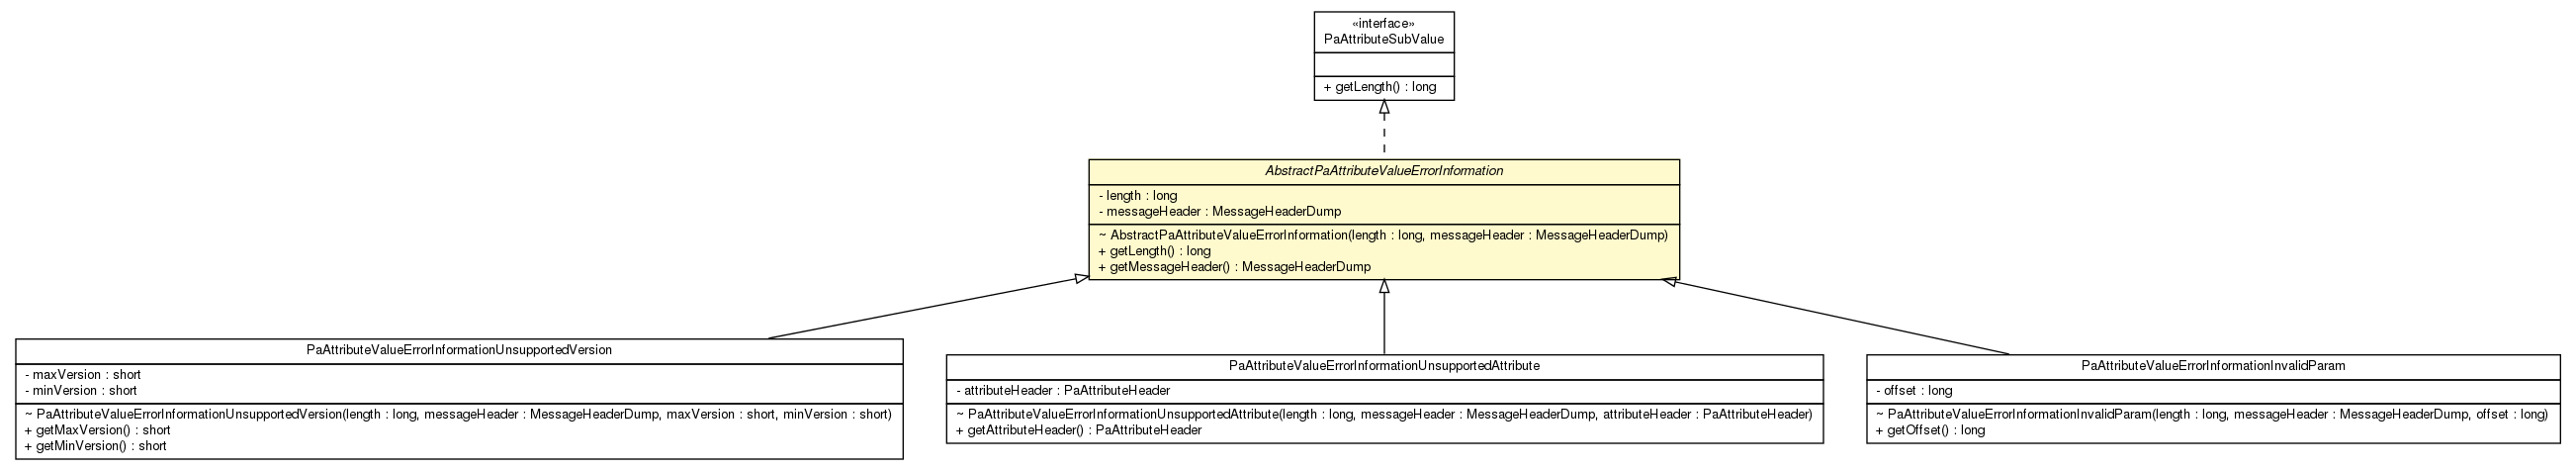 «interface»
PaAttributeSubValue
+ getLength() : long
AbstractPaAttributeValueErrorInformation
- length : long
- messageHeader : MessageHeaderDump
~ AbstractPaAttributeValueErrorInformation(length : long, messageHeader : MessageHeaderDump)
+ getLength() : long
+ getMessageHeader() : MessageHeaderDump
PaAttributeValueErrorInformationUnsupportedVersion
- maxVersion : short
- minVersion : short
~ PaAttributeValueErrorInformationUnsupportedVersion(length : long, messageHeader : MessageHeaderDump, maxVersion : short, minVersion : short)
+ getMaxVersion() : short
+ getMinVersion() : short
PaAttributeValueErrorInformationUnsupportedAttribute
- attributeHeader : PaAttributeHeader
~ PaAttributeValueErrorInformationUnsupportedAttribute(length : long, messageHeader : MessageHeaderDump, attributeHeader : PaAttributeHeader)
+ getAttributeHeader() : PaAttributeHeader
PaAttributeValueErrorInformationInvalidParam
- offset : long
~ PaAttributeValueErrorInformationInvalidParam(length : long, messageHeader : MessageHeaderDump, offset : long)
+ getOffset() : long